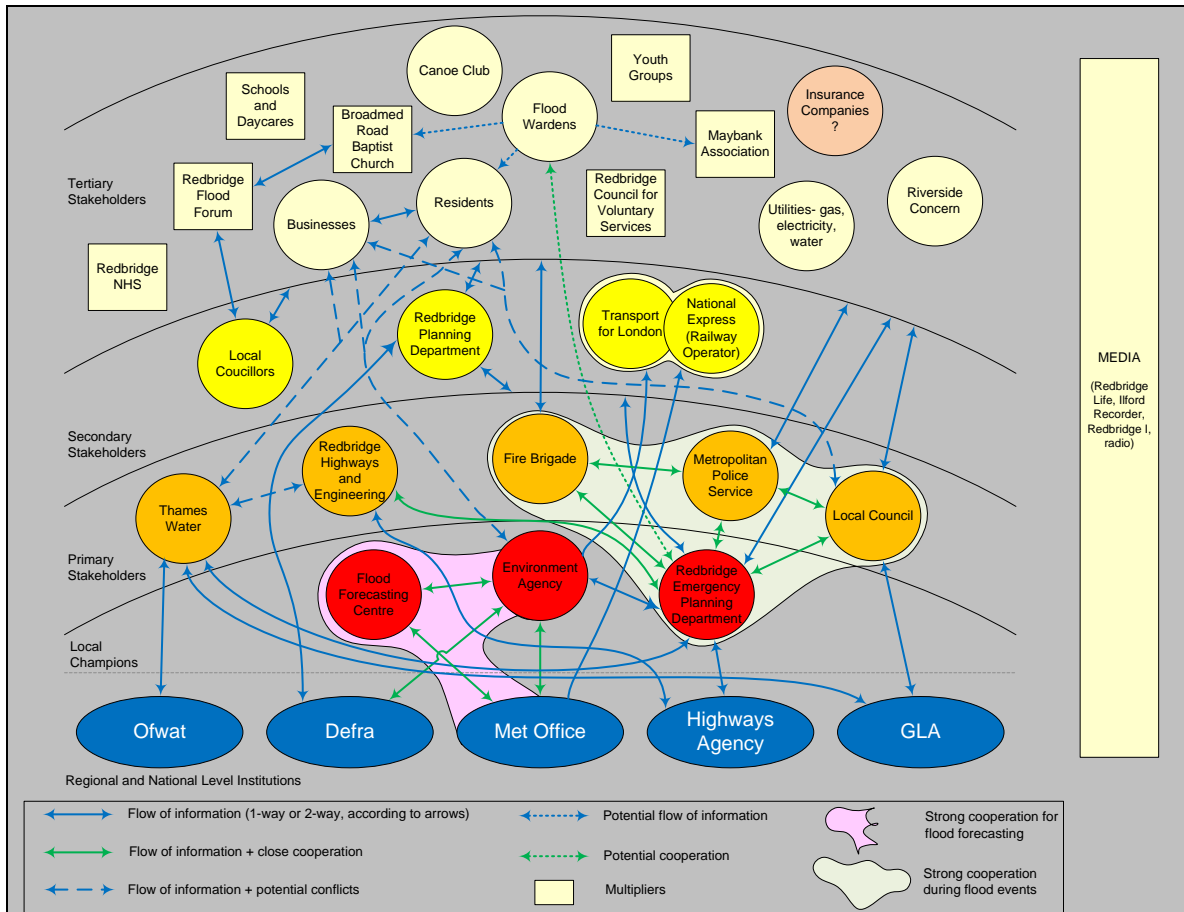 Canoe Club
Youth
Groups
Insurance
Companies
?
Schools
and
Daycares
Broadmed
Road
Baptist
Church
Flood
Wardens
Maybank
Association
Tertiary
Stakeholders
Redbridge
Flood
Forum
Businesses
Residents
Redbridge
Council for
Voluntary
Services
Utilities- gas,
electricity,
water
Riverside
Concern
Redbridge
NHS
Local
Coucillors
Redbridge
Planning
Department
Transport
for London
National
Express
(Railway
Operator)
MEDIA
(Redbridge
Life, Ilford
Recorder,
Redbridge I,
radio)
Secondary
Stakeholders
Redbridge
Highways
and
Engineering
Fire Brigade
Metropolitan
Police
Service
Thames
Water
Local Council
Primary
Stakeholders
Flood
Forecasting
Centre
Environment
Agency
Redbridge
Emergency
Planning
Department
Local
Champions
Ofwat
Defra
Met Office
Highways
Agency
GLA
Regional and National Level Institutions
Flow of information (1-way or 2-way, according to arrows)
Flow of information + close cooperation
Flow of information + potential conflicts
Potential flow of information
Potential cooperation
Multipliers
Strong cooperation for
flood forecasting
Strong cooperation
during flood events